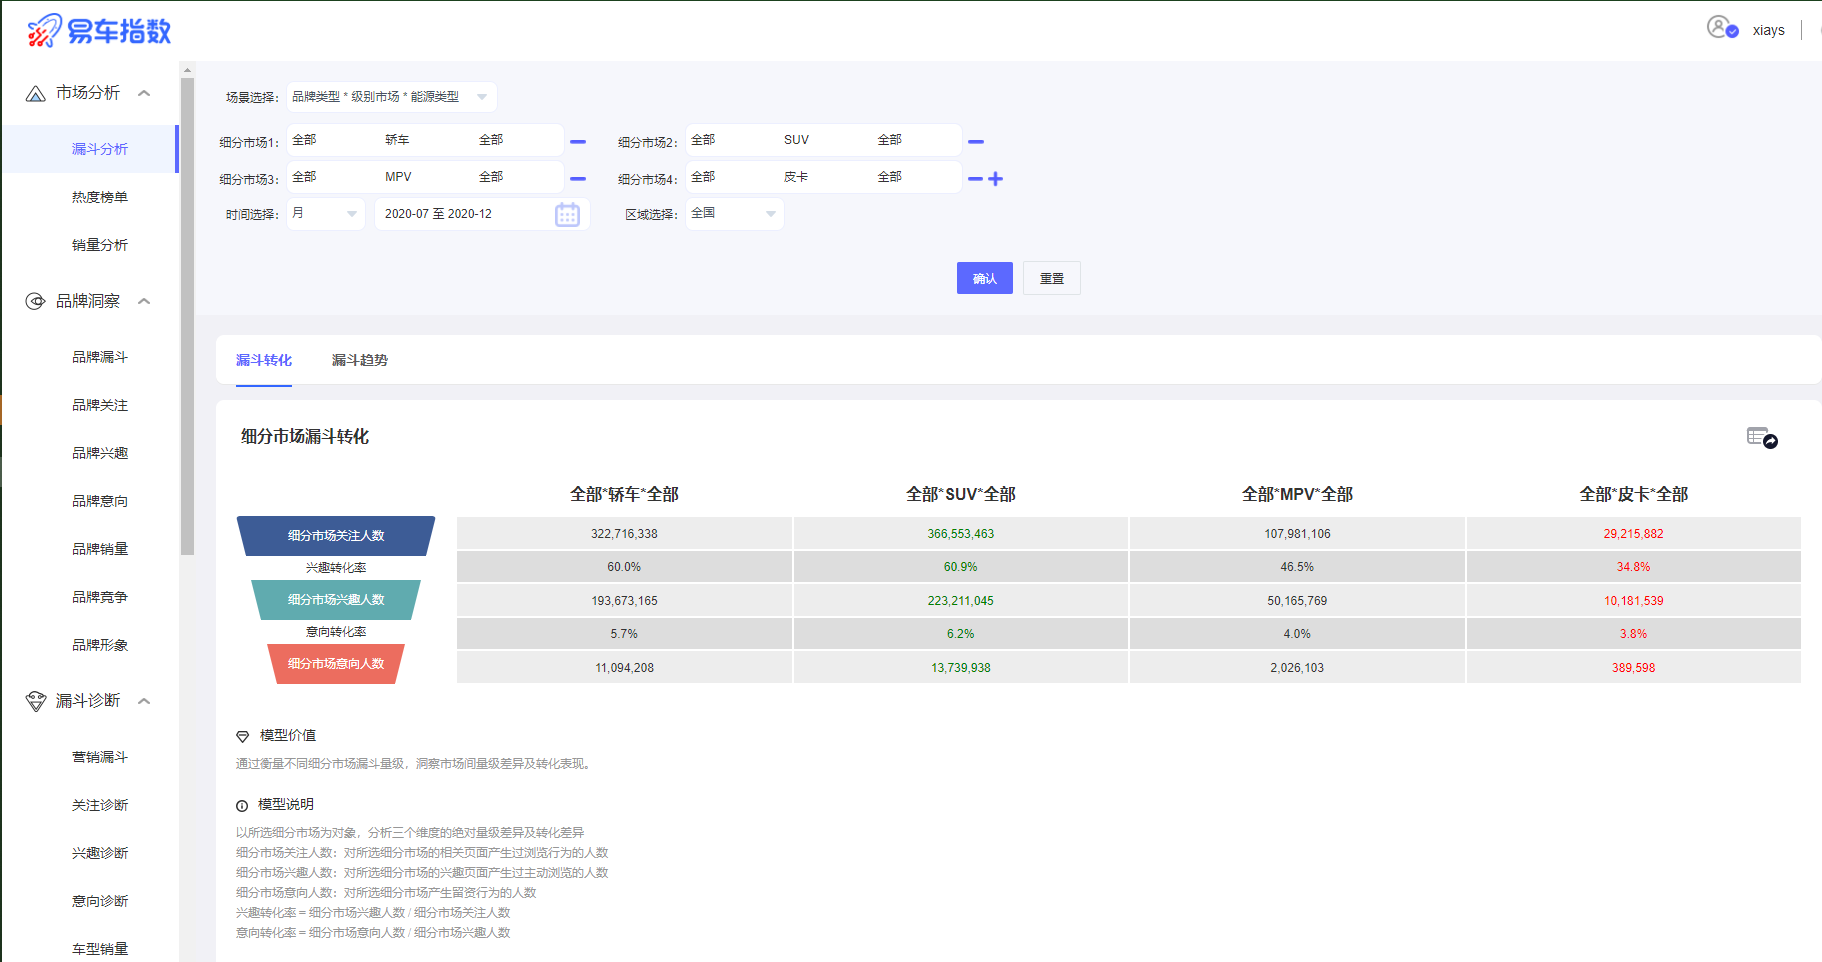 易车指数
xiays
市场分析
漏斗分析
热度榜单
销量分析
品牌洞察
品牌漏斗
品牌关注
品牌兴趣
品牌意向
品牌销量
品牌竞争
品牌形象
漏斗诊断
营销漏斗
关注诊断
兴趣诊断
意向诊断
车型销量
场景选择： 品牌类型 * 级别市场 * 能源类型
细分市场1： 全部 轿车 全部 细分市场2： 全部 SUV 全部
细分市场3： 全部 MPV 全部 细分市场4： 全部 皮卡 全部
时间选择： 月 2020-07 至 2020-12 区域选择： 全国
确认 重置
漏斗转化 漏斗趋势
细分市场漏斗转化
全部*轿车*全部 全部*SUV*全部 全部*MPV*全部 全部*皮卡*全部
细分市场关注人数 322,716,338 366,553,463 107,981,106 29,215,882
兴趣转化率 60.0% 60.9% 46.5% 34.8%
细分市场兴趣人数 193,673,165 223,211,045 50,165,769 10,181,539
意向转化率 5.7% 6.2% 4.0% 3.8%
细分市场意向人数 11,094,208 13,739,938 2,026,103 389,598
模型价值
通过衡量不同细分市场漏斗量级，洞察市场间量级差异及转化表现。
模型说明
以所选细分市场为对象，分析三个维度的绝对量级差异及转化差异
细分市场关注人数：对所选细分市场的相关页面产生过浏览行为的人数
细分市场兴趣人数：对所选细分市场的兴趣页面产生过主动浏览的人数
细分市场意向人数：对所选细分市场产生留资行为的人数
兴趣转化率 = 细分市场兴趣人数 / 细分市场关注人数
意向转化率 = 细分市场意向人数 / 细分市场兴趣人数